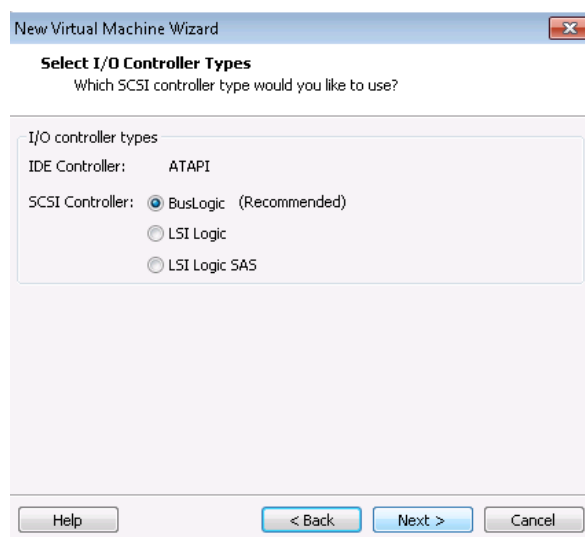 New Virtual Machine Wizard
Select I/O Controller Types
Which SCSI controller type would you like to use?
I/O controller types
IDE Controller: ATAPI
SCSI Controller: BusLogic (Recommended)
LSI Logic
LSI Logic SAS
Help < Back Next > Cancel